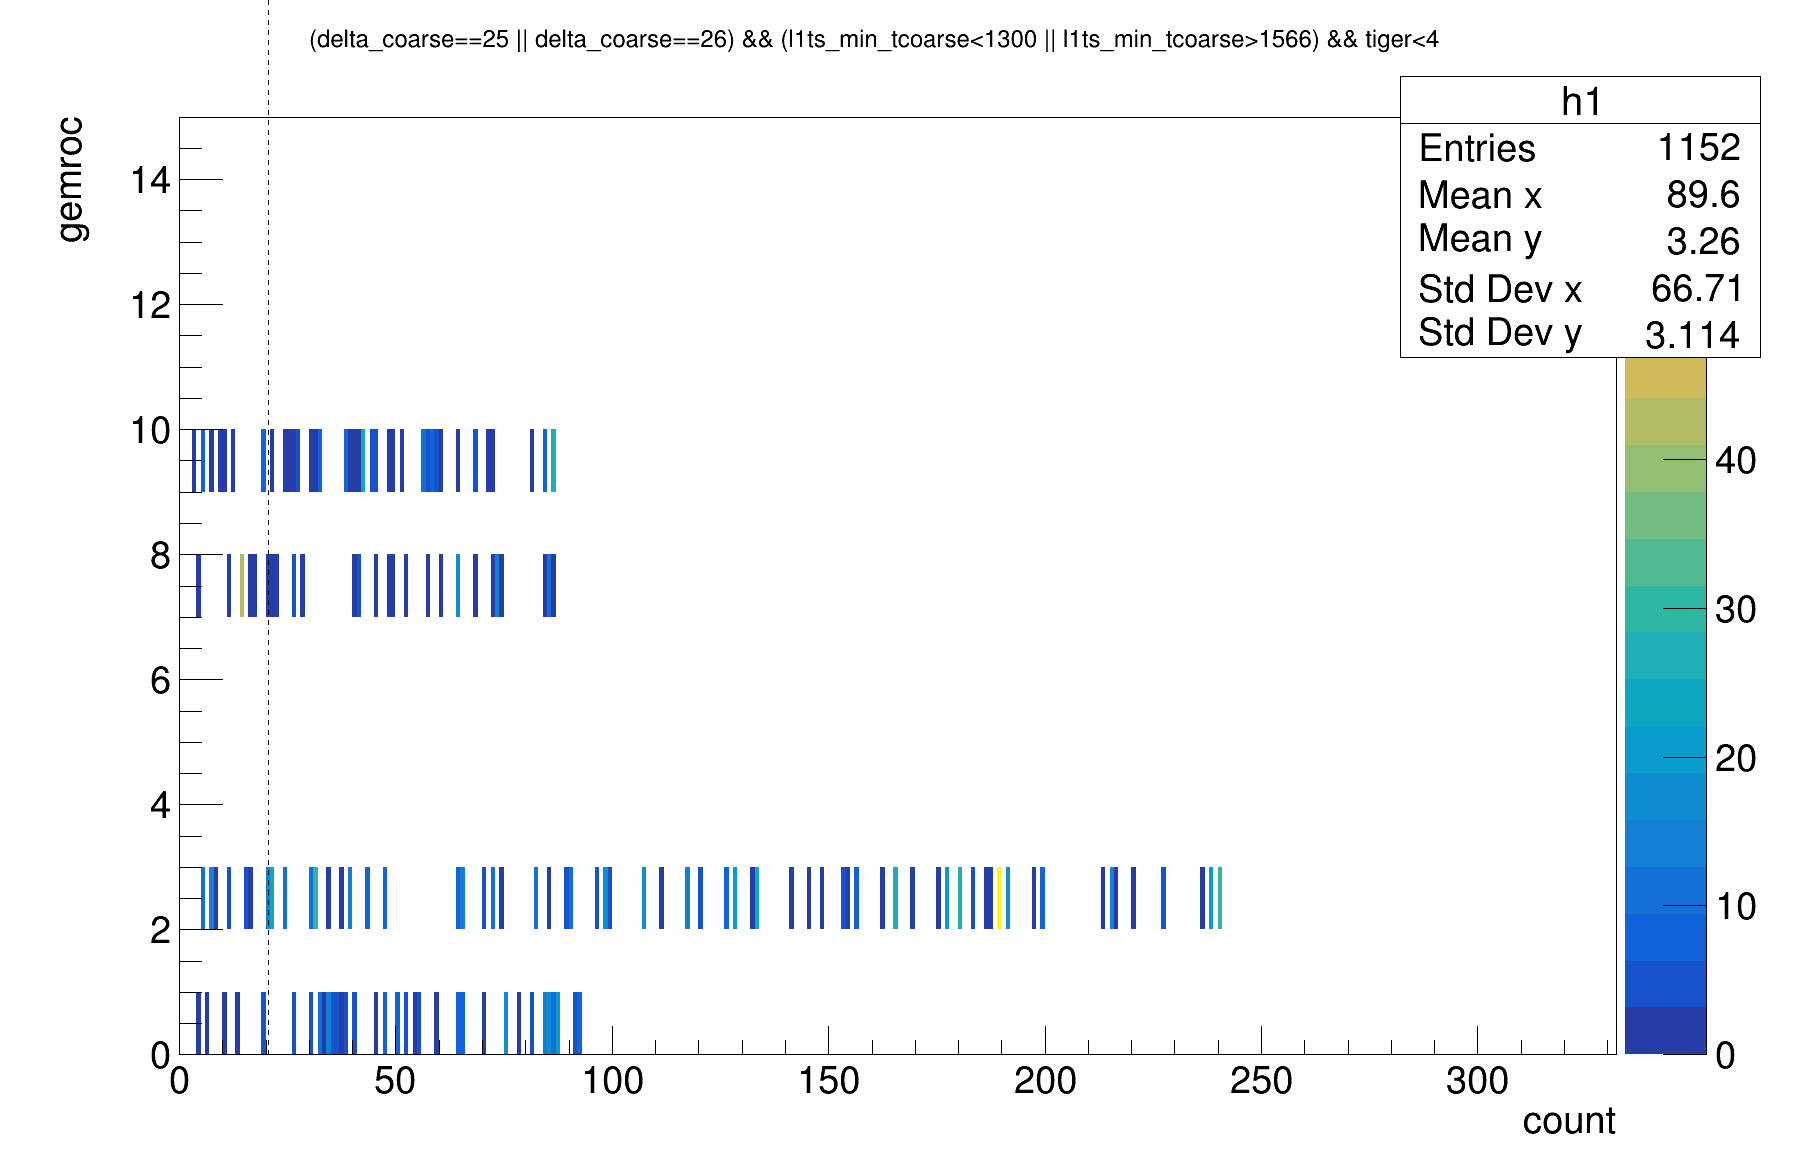 (delta_coarse==25 || delta_coarse==26) && (l1ts_min_tcoarse<1300 || l1ts_min_tcoarse>1566) && tiger<4
h1
Entries 1152
Mean x 89.6
Mean y 3.26
Std Dev x 66.71
Std Dev y 3.114
gemroc
14
12
10
8
6
4
2
0
0 50 100 150 200 250 300
count
40
30
20
10
0